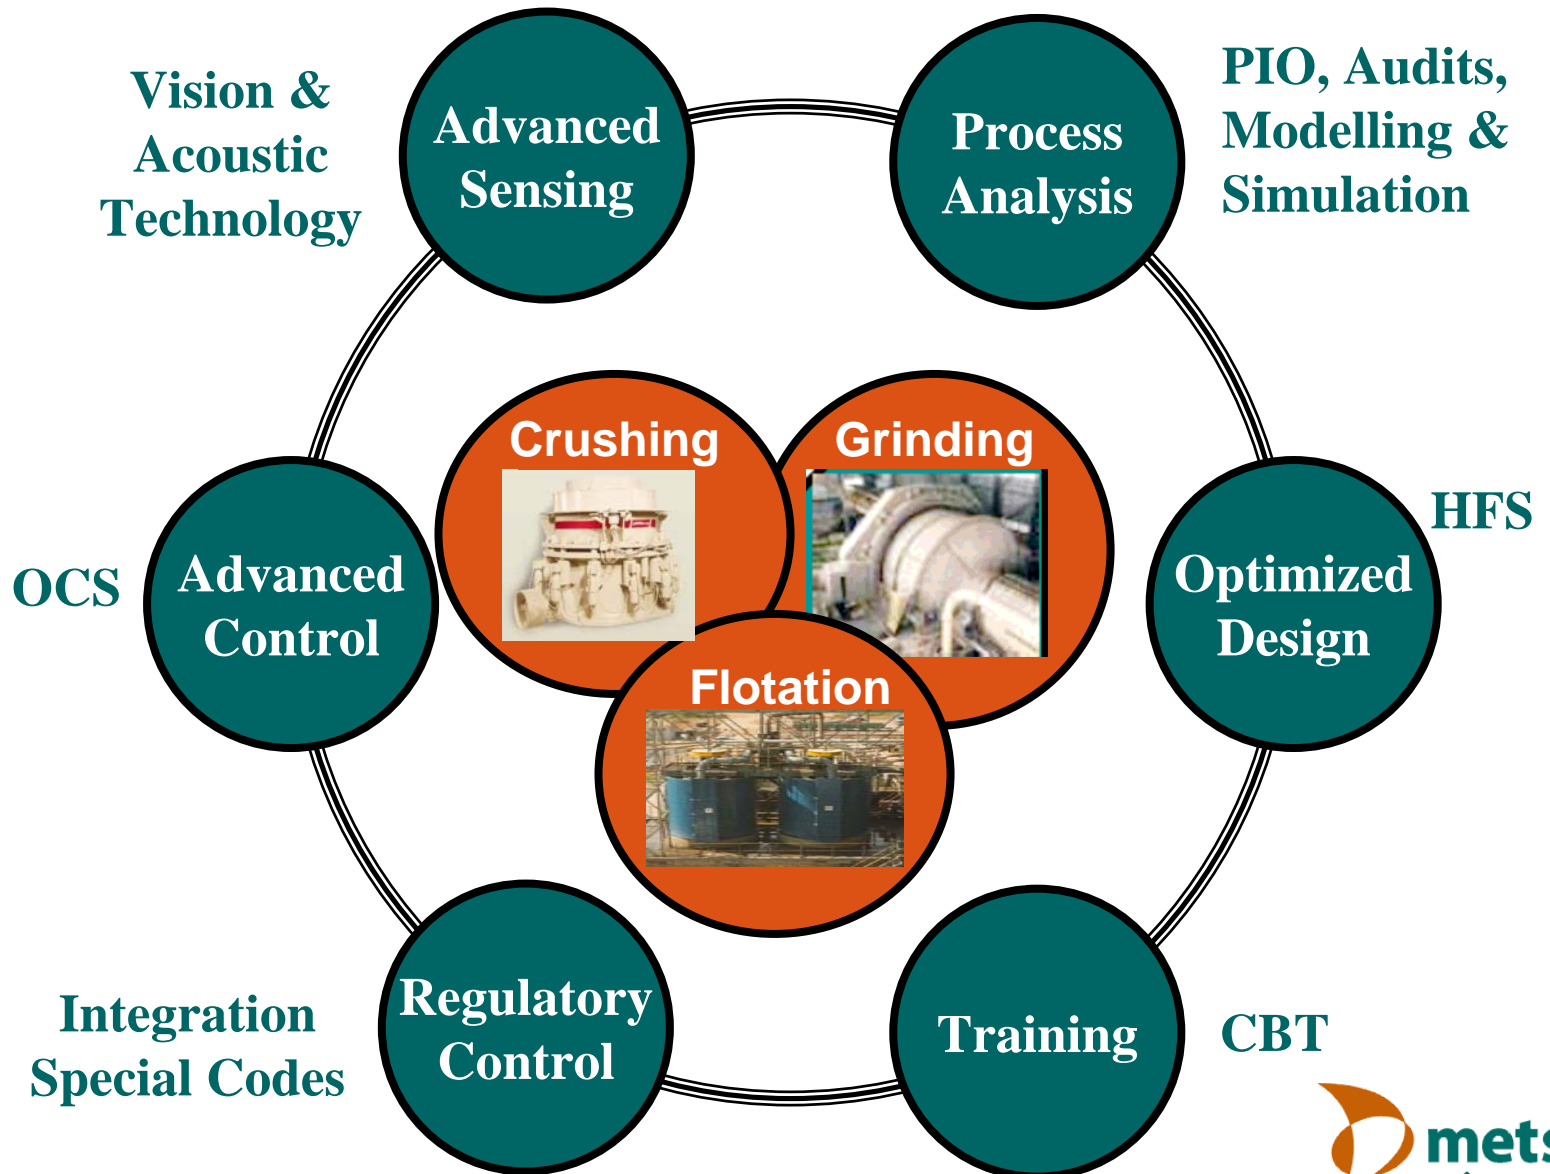 Vision &
Acoustic
Technology
Advanced
Sensing
Process
Analysis
PIO, Audits,
Modelling &
Simulation
Crushing
Grinding
HFS
OCS
Advanced
Control
Optimized
Design
Flotation
Integration
Special Codes
Regulatory
Control
Training
CBT
mets